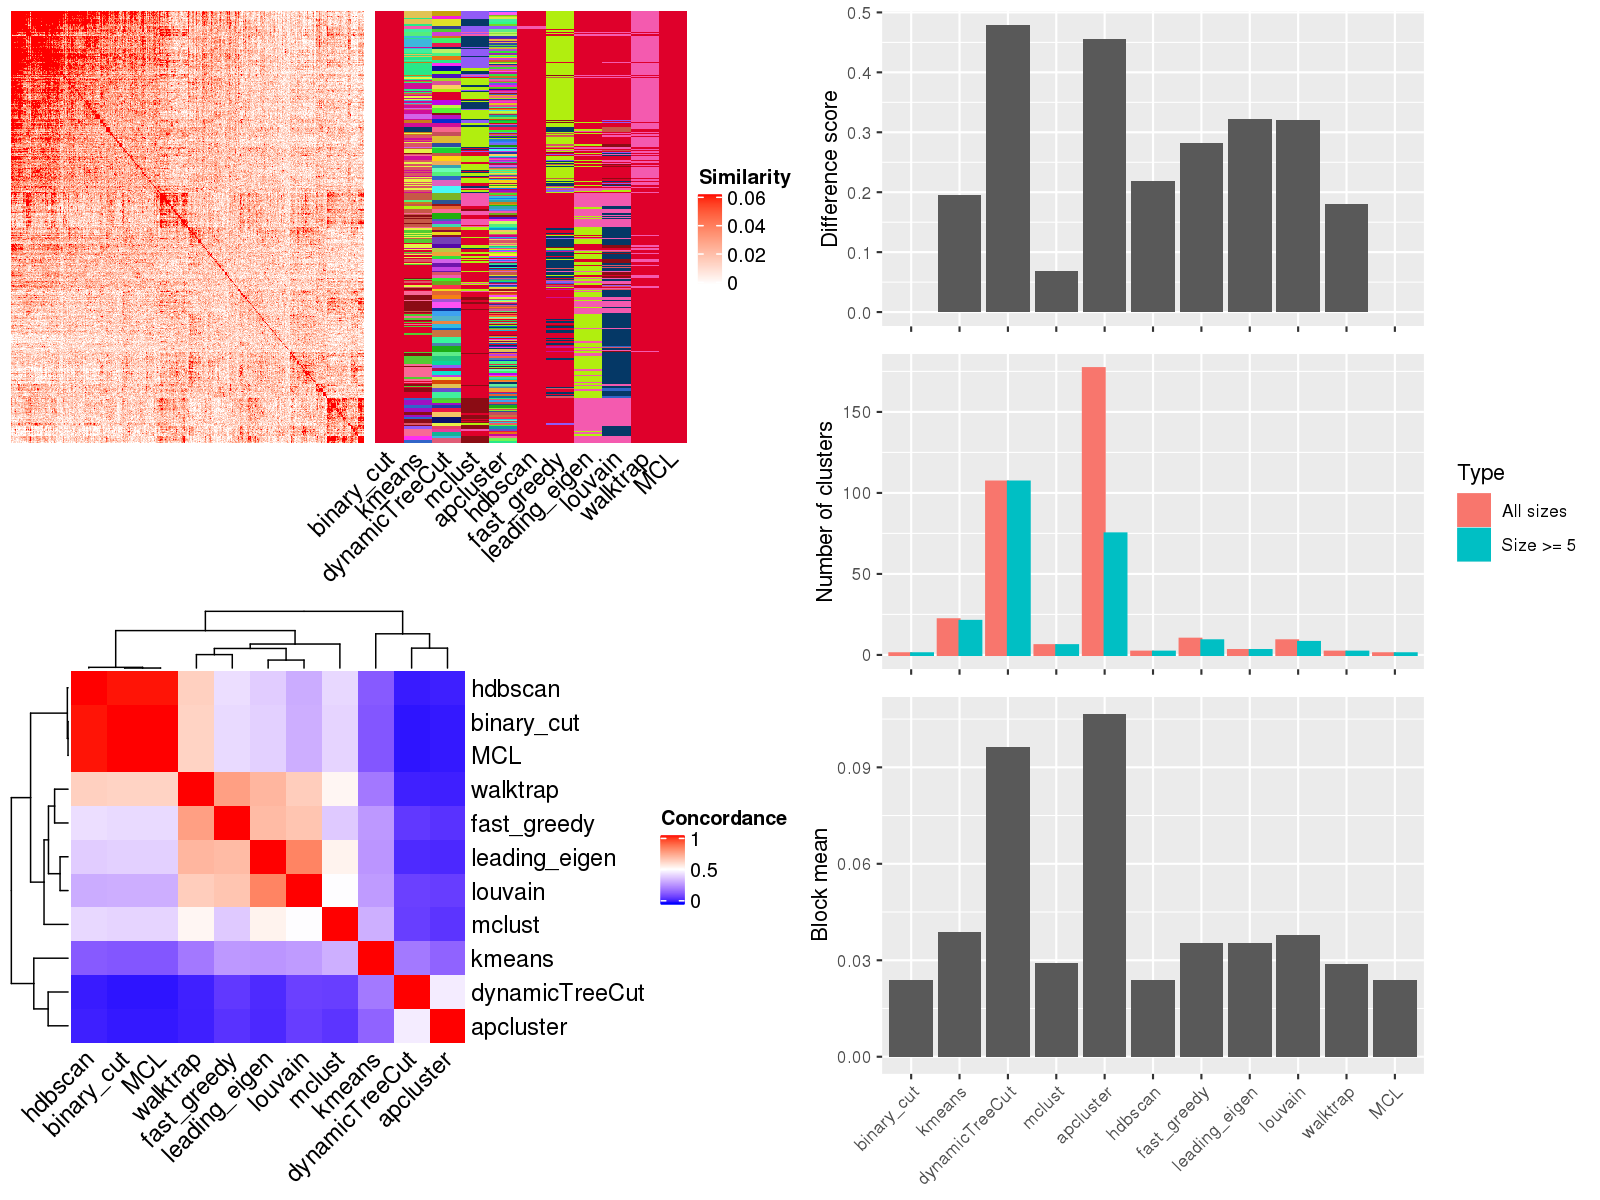 Similarity
0.06
0.04
0.02
0
binary_cut
kmeans
dynamicTreeCut
mclust
apcluster
hdbscan
fast_greedy
leading_eigen
louvain
walktrap
MCL
hdbscan
binary_cut
MCL
walktrap
fast_greedy
leading_eigen
louvain
mclust
kmeans
dynamicTreeCut
apcluster
Concordance
1
0.5
0
hdbscan
binary_cut
MCL
walktrap
fast_greedy
leading_eigen
louvain
mclust
kmeans
dynamicTreeCut
apcluster
Difference score
0.5
0.4
0.3
0.2
0.1
0.0
Number of clusters
150
100
50
0
Type
All sizes
Size >= 5
Block mean
0.09
0.06
0.03
0.00
binary_cut
kmeans
dynamicTreeCut
mclust
apcluster
hdbscan
fast_greedy
leading_eigen
louvain
walktrap
MCL